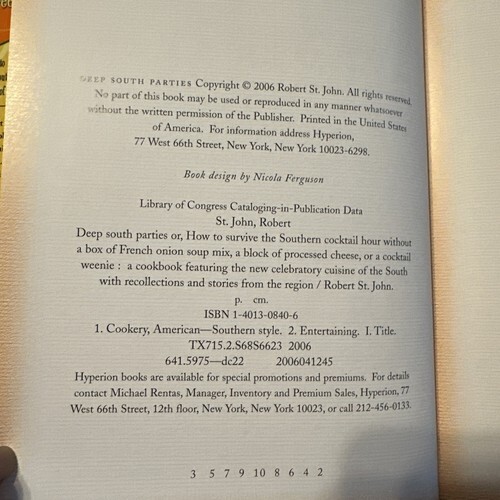 DEEP SOUTH PARTIES Copyright © 2006 Robert St. John. All rights reserved.
No part of this book may be used or reproduced in any manner whatsoever
without the written permission of the Publisher. Printed in the United States
of America. For information address Hyperion,
77 West 66th Street, New York, New York 10023-6298.
Book design by Nicola Ferguson
Library of Congress Cataloging-in-Publication Data
St. John, Robert
Deep south parties or, How to survive the Southern cocktail hour without
a box of French onion soup mix, a block of processed cheese, or a cocktail
weenie : a cookbook featuring the new celebratory cuisine of the South
with recollections and stories from the region / Robert St. John.
p. cm.
ISBN 1-4013-0840-6
1. Cookery, American—Southern style. 2. Entertaining. I. Title.
TX715.2.S68S6623 2006
641.5975—dc22 2006041245
Hyperion books are available for special promotions and premiums. For details
contact Michael Rentas, Manager, Inventory and Premium Sales, Hyperion, 77
West 66th Street, 12th floor, New York, New York 10023, or call 212-456-0133.
3 5 7 9 10 8 6 4 2